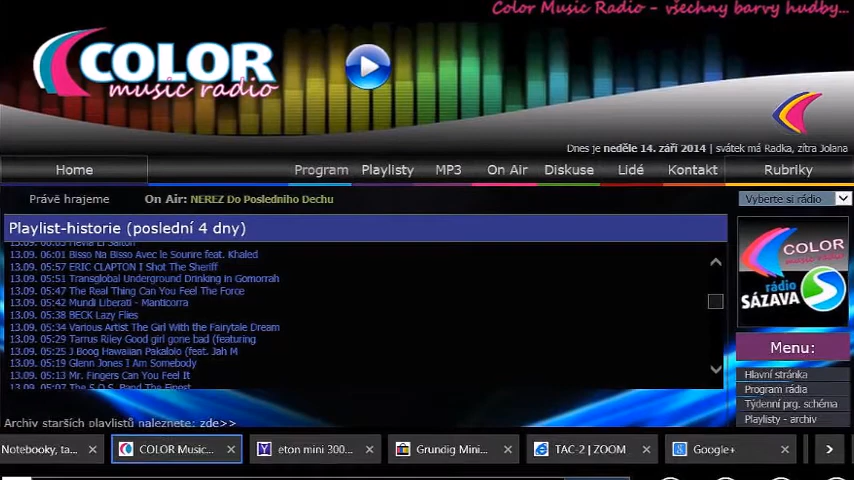 Color Music Radio - všechny barvy hudby...
COLOR
music radio
Dnes je neděle 14. září 2014 | svátek má Radka, zítra Jolana
Home Program Playlisty MP3 On Air Diskuse Lidé Kontakt Rubriky
Právě hrajeme On Air: NEREZ Do Posledniho Dechu
Vyberte si rádio
Playlist-historie (poslední 4 dny)
13.09. 06:01 Bisso Na Bisso Avec le Sourire feat. Khaled
13.09. 05:57 ERIC CLAPTON I Shot The Sheriff
13.09. 05:51 Transglobal Underground Drinking in Gomorrah
13.09. 05:47 The Real Thing Can You Feel The Force
13.09. 05:42 Mundi Liberati - Manticorra
13.09. 05:38 BECK Lazy Flies
13.09. 05:34 Various Artist The Girl With the Fairytale Dream
13.09. 05:29 Tarrus Riley Good girl gone bad (featuring
13.09. 05:25 J Boog Hawaiian Pakalolo (feat. Jah M
13.09. 05:19 Glenn Jones I Am Somebody
13.09. 05:13 Mr. Fingers Can You Feel It
13.09. 05:07 The S.O.S. Band The Finest
Archiv starších playlistů naleznete: zde>>
COLOR
music radio
rádio
SÁZAVA
Menu:
Hlavní stránka
Program rádia
Týdenní prg. schéma
Playlisty - archiv
Notebooky, ta... COLOR Music... eton mini 300... Grundig Mini... TAC-2 | ZOOM Google+